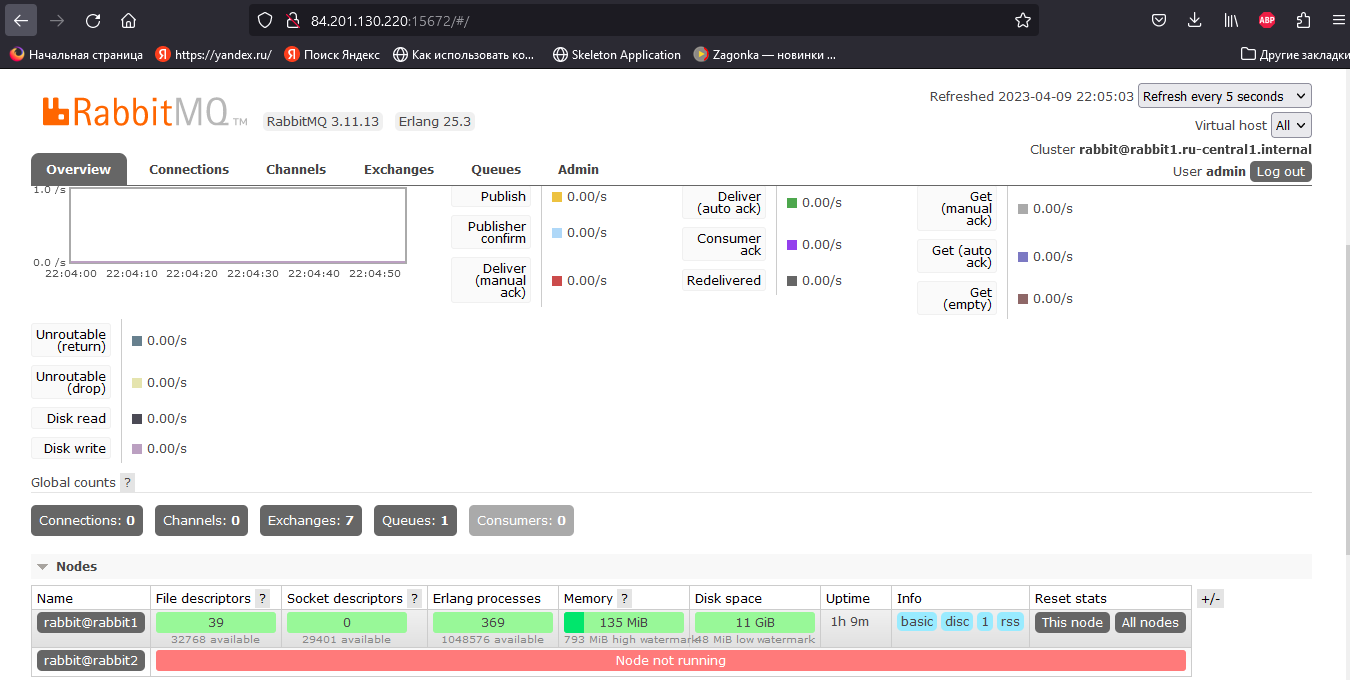 84.201.130.220:15672/#/
Начальная страница https://yandex.ru/ Поиск Яндекс Как использовать ко... Skeleton Application Zagonka — новинки ... Другие закладки
ABP
RabbitMQ TM RabbitMQ 3.11.13 Erlang 25.3
Refreshed 2023-04-09 22:05:03 Refresh every 5 seconds
Virtual host All
Cluster rabbit@rabbit1.ru-central1.internal
User admin Log out
Overview Connections Channels Exchanges Queues Admin
1.0 /s
0.0 /s
22:04:00 22:04:10 22:04:20 22:04:30 22:04:40 22:04:50
Publish 0.00/s
Publisher
confirm 0.00/s
Deliver
(manual
ack) 0.00/s
Deliver
(auto ack) 0.00/s
Consumer
ack 0.00/s
Redelivered 0.00/s
Get
(manual
ack) 0.00/s
Get (auto
ack) 0.00/s
Get
(empty) 0.00/s
Unroutable
(return) 0.00/s
Unroutable
(drop) 0.00/s
Disk read 0.00/s
Disk write 0.00/s
Global counts ?
Connections: 0 Channels: 0 Exchanges: 7 Queues: 1 Consumers: 0
Nodes
Name File descriptors ? Socket descriptors ? Erlang processes Memory ? Disk space Uptime Info Reset stats +/-
rabbit@rabbit1 39 0 369 135 MiB 11 GiB 1h 9m basic disc 1 rss This node All nodes
32768 available 29401 available 1048576 available 793 MiB high watermark 48 MiB low watermark
rabbit@rabbit2 Node not running